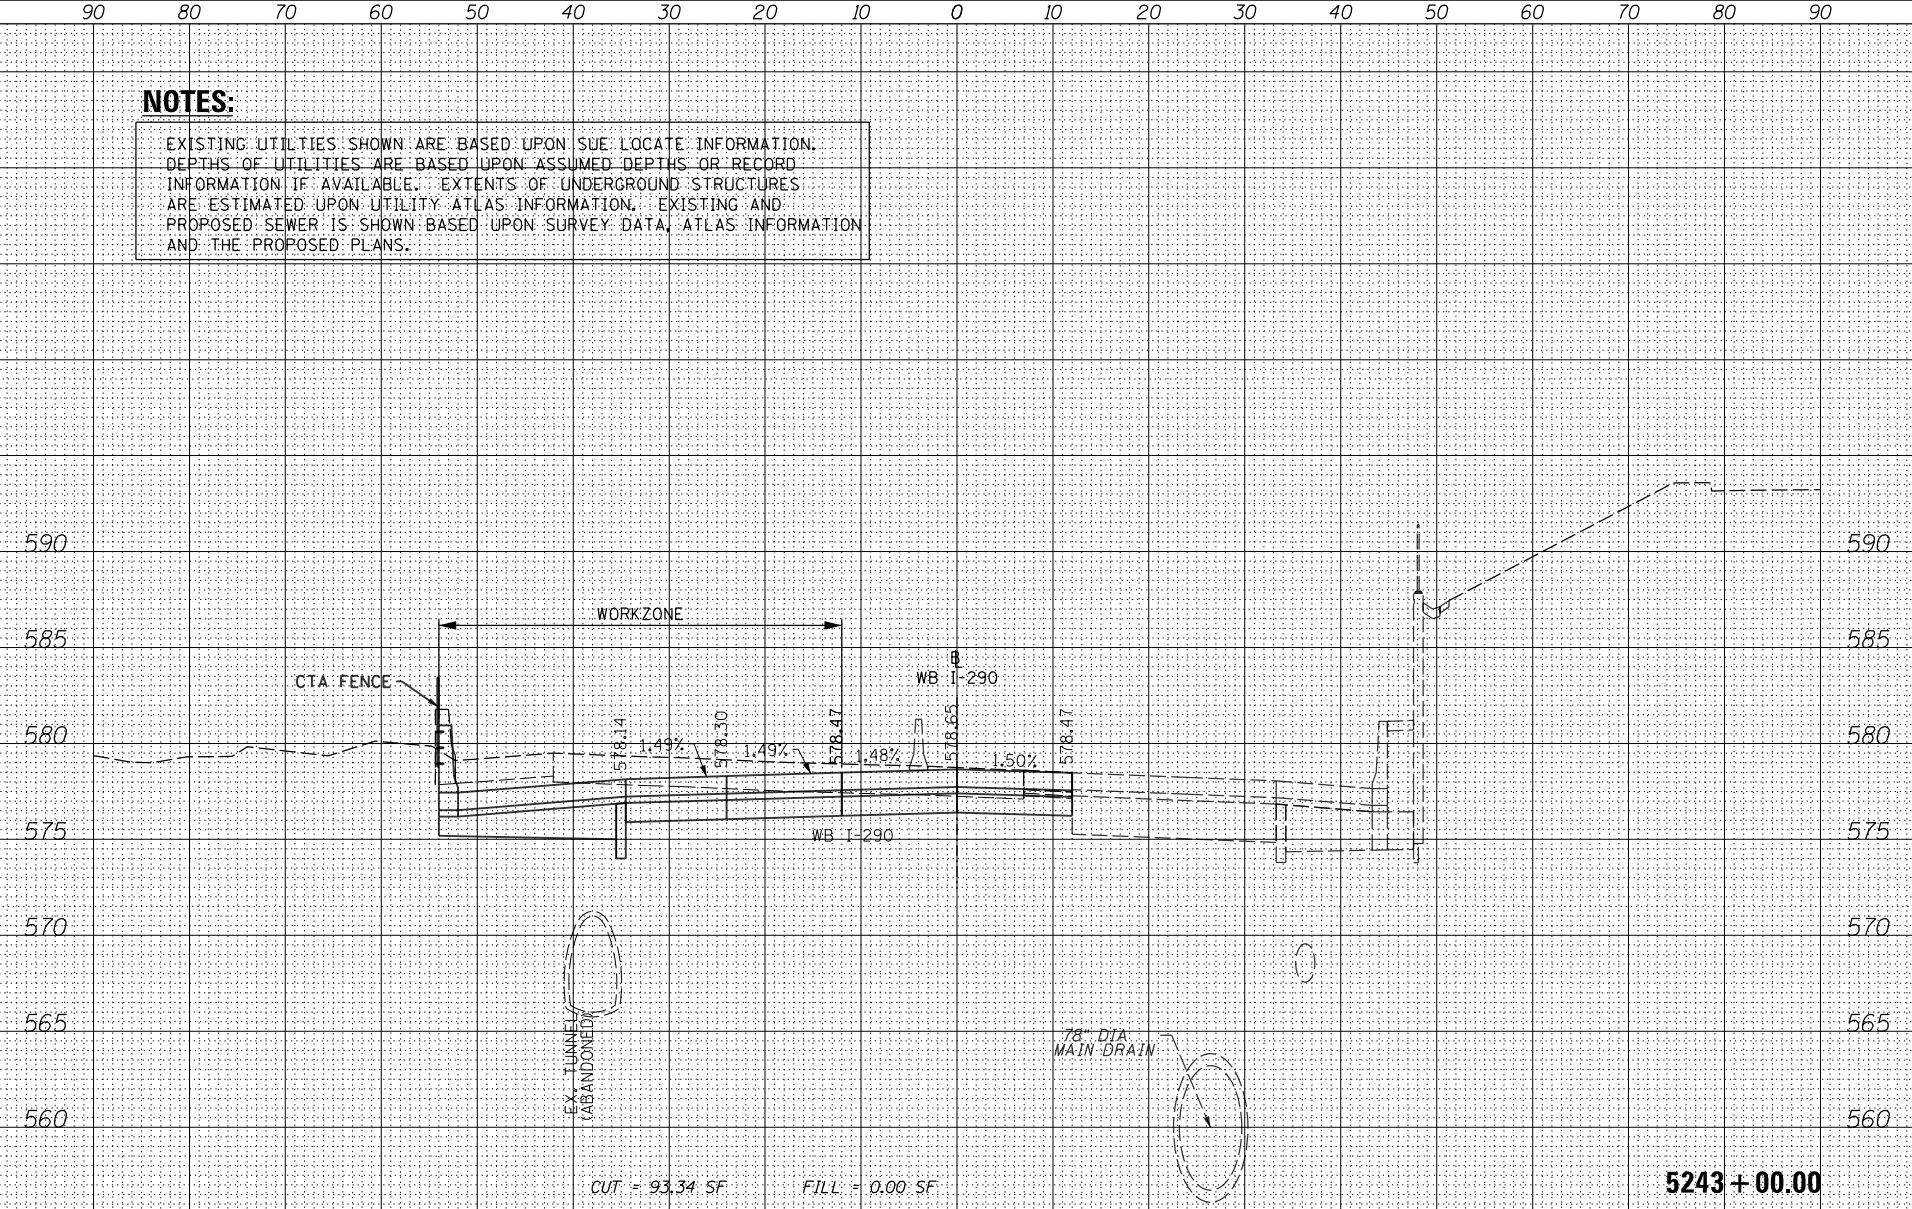 90 80 70 60 50 40 30 20 10 0 10 20 30 40 50 60 70 80 90
NOTES:
EXISTING UTILTIES SHOWN ARE BASED UPON SUE LOCATE INFORMATION.
DEPTHS OF UTILITIES ARE BASED UPON ASSUMED DEPTHS OR RECORD
INFORMATION IF AVAILABLE. EXTENTS OF UNDERGROUND STRUCTURES
ARE ESTIMATED UPON UTILITY ATLAS INFORMATION. EXISTING AND
PROPOSED SEWER IS SHOWN BASED UPON SURVEY DATA, ATLAS INFORMATION
AND THE PROPOSED PLANS.
590 590
WORKZONE
585 585
BL
WB I-290
CTA FENCE
580 580
578.14
578.30
578.47
578.65
578.47
1.49%
1.49%
1.48%
1.50%
575 575
WB I-290
570 570
565 565
EX. TUNNEL
(ABANDONED)
78" DIA
MAIN DRAIN
560 560
CUT = 93.34 SF FILL = 0.00 SF
5243+00.00